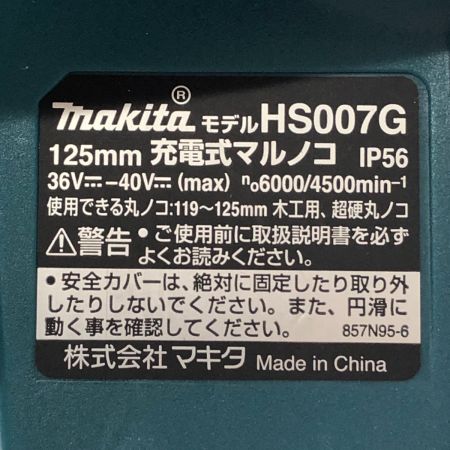 makita® モデル HS007G
125mm 充電式マルノコ IP56
36V⎓-40V⎓(max) n₀6000/4500min⁻¹
使用できる丸ノコ:119～125mm 木工用、超硬丸ノコ
⚠警告 • ご使用前に取扱説明書を必ず
よくお読みください。
• 安全カバーは、絶対に固定したり取り外
したりしないでください。また、円滑に
動く事を確認してください。 857N95-6
株式会社 マキタ Made in China